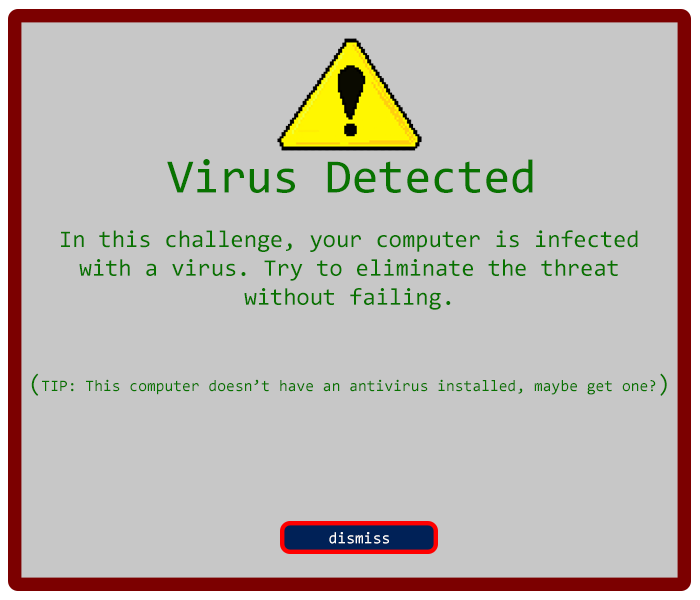 Virus Detected
In this challenge, your computer is infected
with a virus. Try to eliminate the threat
without failing.
(TIP: This computer doesn’t have an antivirus installed, maybe get one?)
dismiss